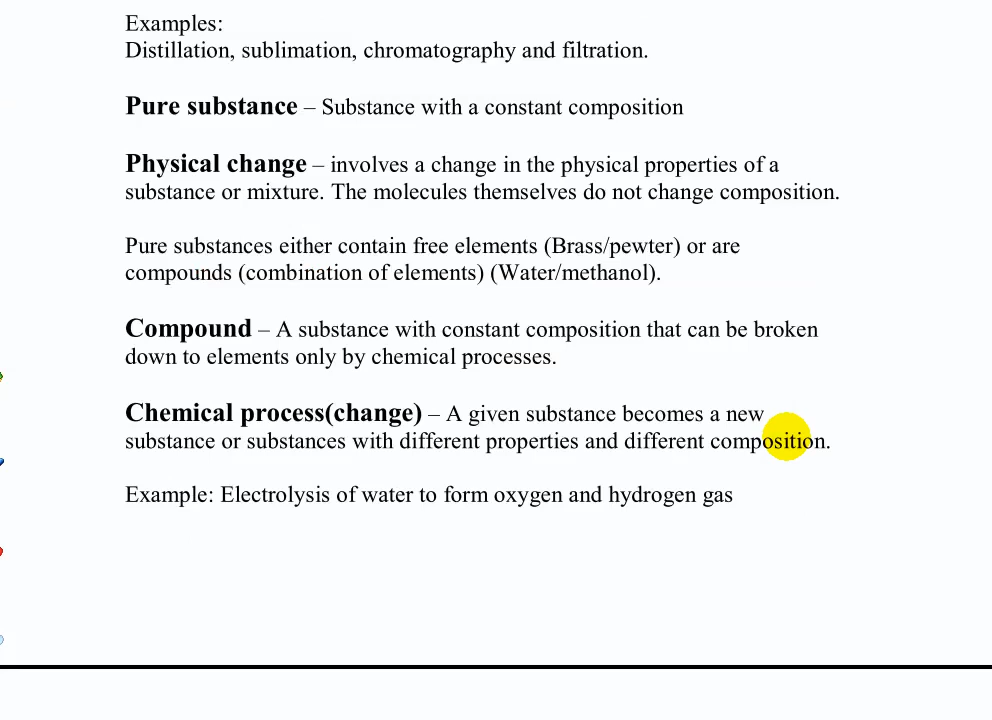 Examples:
Distillation, sublimation, chromatography and filtration.
Pure substance – Substance with a constant composition
Physical change – involves a change in the physical properties of a
substance or mixture. The molecules themselves do not change composition.
Pure substances either contain free elements (Brass/pewter) or are
compounds (combination of elements) (Water/methanol).
Compound – A substance with constant composition that can be broken
down to elements only by chemical processes.
Chemical process(change) – A given substance becomes a new
substance or substances with different properties and different composition.
Example: Electrolysis of water to form oxygen and hydrogen gas